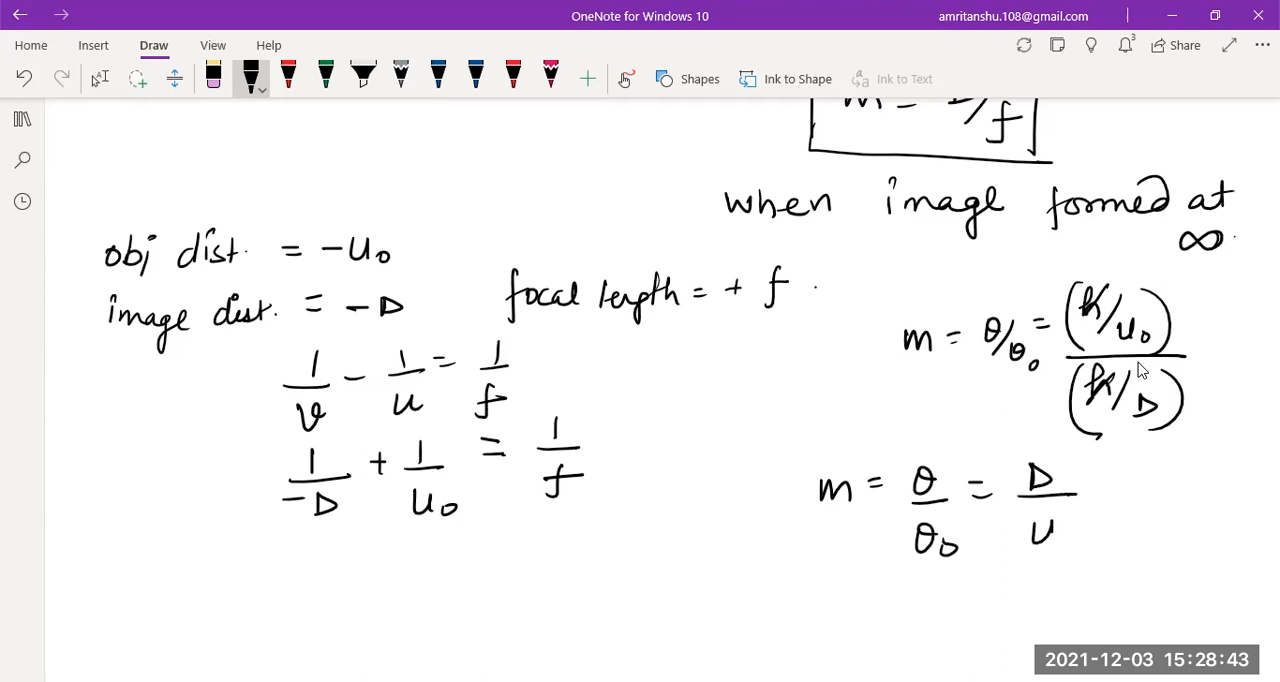 OneNote for Windows 10
amritanshu.108@gmail.com
Home Insert Draw View Help
3 Share
Shapes Ink to Shape Ink to Text
m = D/f
when image formed at
∞
obj dist. = -u₀
image dist. = -D
focal length = + f
1/v - 1/u = 1/f
1/-D + 1/u₀ = 1/f
m = θ/θ₀ = (h/u₀)/(h/D)
m = θ/θ₀ = D/u
2021-12-03 15:28:43